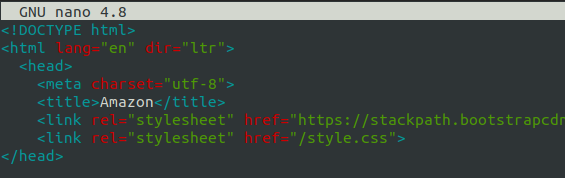 GNU nano 4.8
<!DOCTYPE html>
<html lang="en" dir="ltr">
<head>
<meta charset="utf-8">
<title>Amazon</title>
<link rel="stylesheet" href="https://stackpath.bootstrapcdn
<link rel="stylesheet" href="/style.css">
</head>